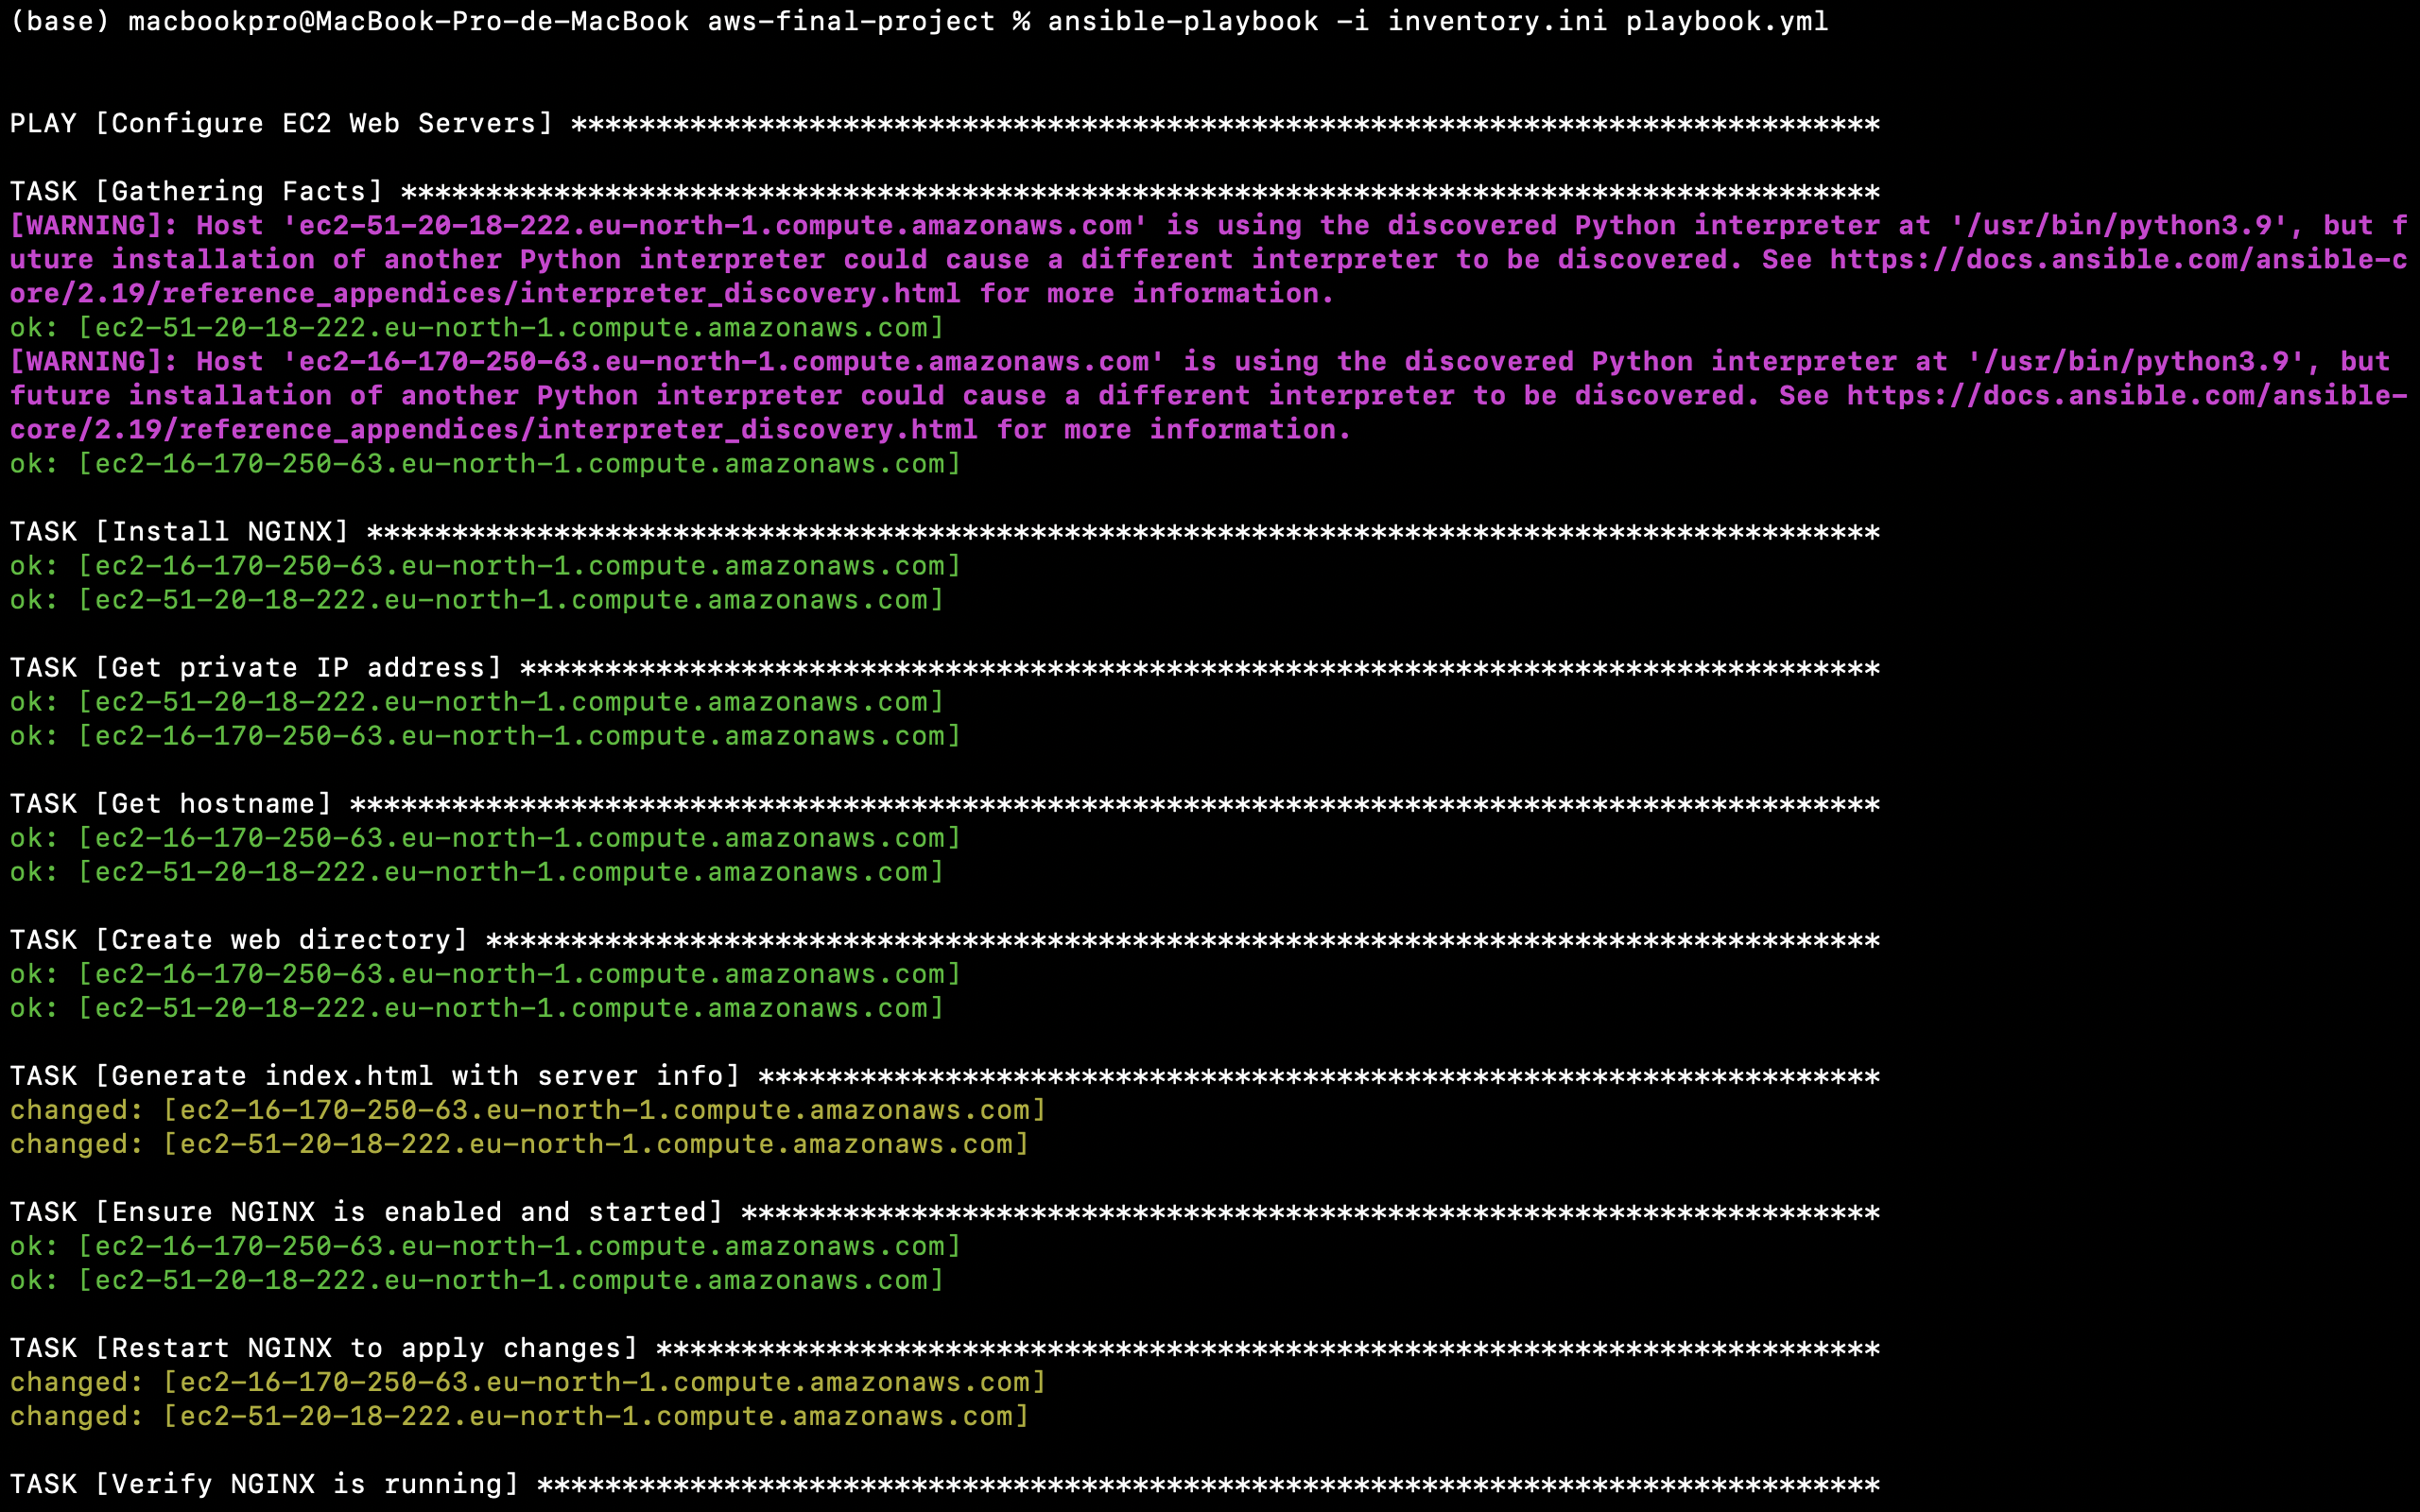 (base) macbookpro@MacBook-Pro-de-MacBook aws-final-project % ansible-playbook -i inventory.ini playbook.yml
PLAY [Configure EC2 Web Servers] *****************************************************************************
TASK [Gathering Facts] ***************************************************************************************
[WARNING]: Host 'ec2-51-20-18-222.eu-north-1.compute.amazonaws.com' is using the discovered Python interpreter at '/usr/bin/python3.9', but f
uture installation of another Python interpreter could cause a different interpreter to be discovered. See https://docs.ansible.com/ansible-c
ore/2.19/reference_appendices/interpreter_discovery.html for more information.
ok: [ec2-51-20-18-222.eu-north-1.compute.amazonaws.com]
[WARNING]: Host 'ec2-16-170-250-63.eu-north-1.compute.amazonaws.com' is using the discovered Python interpreter at '/usr/bin/python3.9', but
future installation of another Python interpreter could cause a different interpreter to be discovered. See https://docs.ansible.com/ansible-
core/2.19/reference_appendices/interpreter_discovery.html for more information.
ok: [ec2-16-170-250-63.eu-north-1.compute.amazonaws.com]
TASK [Install NGINX] *****************************************************************************************
ok: [ec2-16-170-250-63.eu-north-1.compute.amazonaws.com]
ok: [ec2-51-20-18-222.eu-north-1.compute.amazonaws.com]
TASK [Get private IP address] ********************************************************************************
ok: [ec2-51-20-18-222.eu-north-1.compute.amazonaws.com]
ok: [ec2-16-170-250-63.eu-north-1.compute.amazonaws.com]
TASK [Get hostname] ******************************************************************************************
ok: [ec2-16-170-250-63.eu-north-1.compute.amazonaws.com]
ok: [ec2-51-20-18-222.eu-north-1.compute.amazonaws.com]
TASK [Create web directory] **********************************************************************************
ok: [ec2-16-170-250-63.eu-north-1.compute.amazonaws.com]
ok: [ec2-51-20-18-222.eu-north-1.compute.amazonaws.com]
TASK [Generate index.html with server info] ******************************************************************
changed: [ec2-16-170-250-63.eu-north-1.compute.amazonaws.com]
changed: [ec2-51-20-18-222.eu-north-1.compute.amazonaws.com]
TASK [Ensure NGINX is enabled and started] *******************************************************************
ok: [ec2-16-170-250-63.eu-north-1.compute.amazonaws.com]
ok: [ec2-51-20-18-222.eu-north-1.compute.amazonaws.com]
TASK [Restart NGINX to apply changes] ************************************************************************
changed: [ec2-16-170-250-63.eu-north-1.compute.amazonaws.com]
changed: [ec2-51-20-18-222.eu-north-1.compute.amazonaws.com]
TASK [Verify NGINX is running] *******************************************************************************